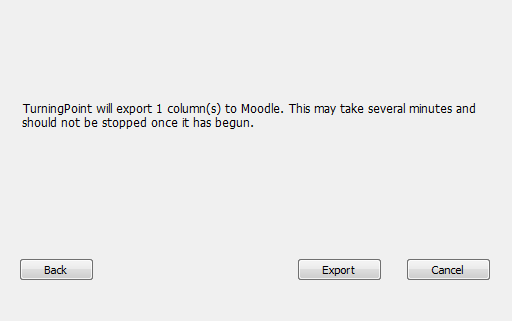 TurningPoint will export 1 column(s) to Moodle. This may take several minutes and
should not be stopped once it has begun.
Back
Export
Cancel